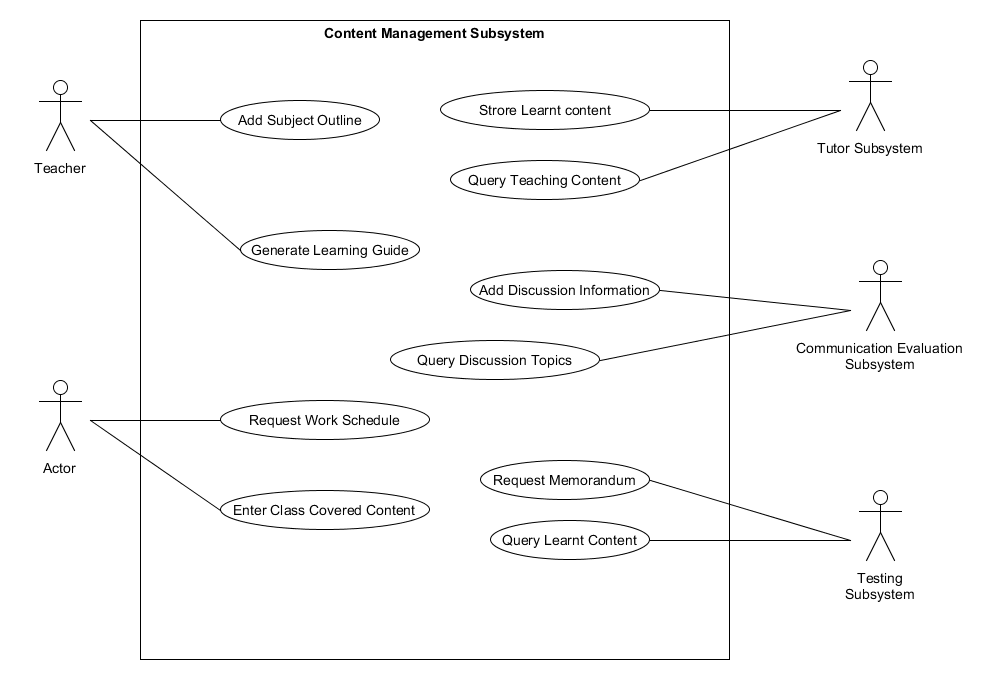 Content Management Subsystem
Teacher
Add Subject Outline
Generate Learning Guide
Strore Learnt content
Query Teaching Content
Tutor Subsystem
Add Discussion Information
Query Discussion Topics
Communication Evaluation
Subsystem
Actor
Request Work Schedule
Enter Class Covered Content
Request Memorandum
Query Learnt Content
Testing
Subsystem